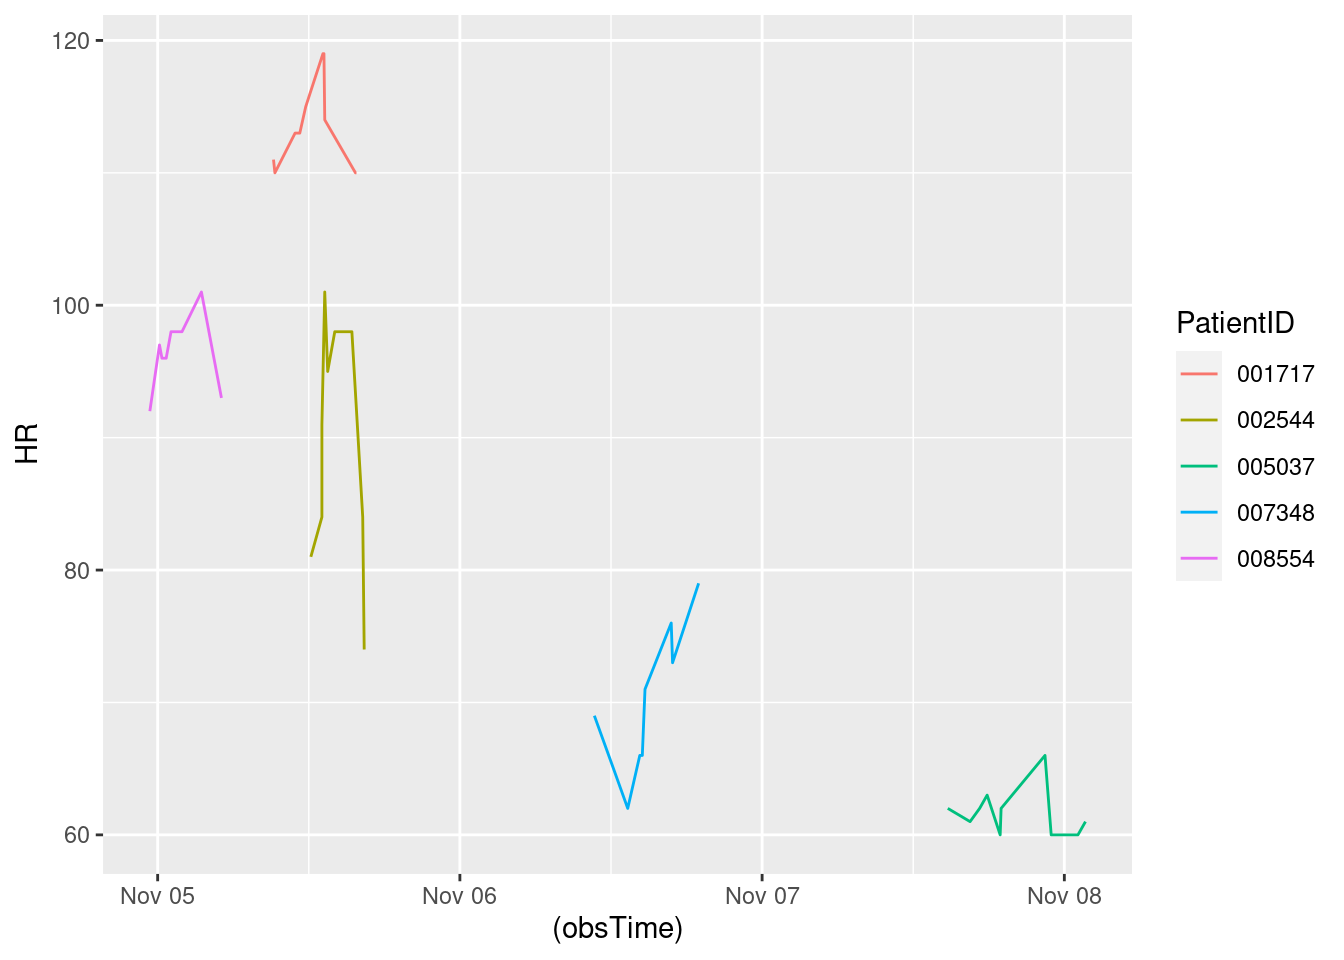 120
100
80
60
HR
Nov 05
Nov 06
Nov 07
Nov 08
(obsTime)
PatientID
001717
002544
005037
007348
008554